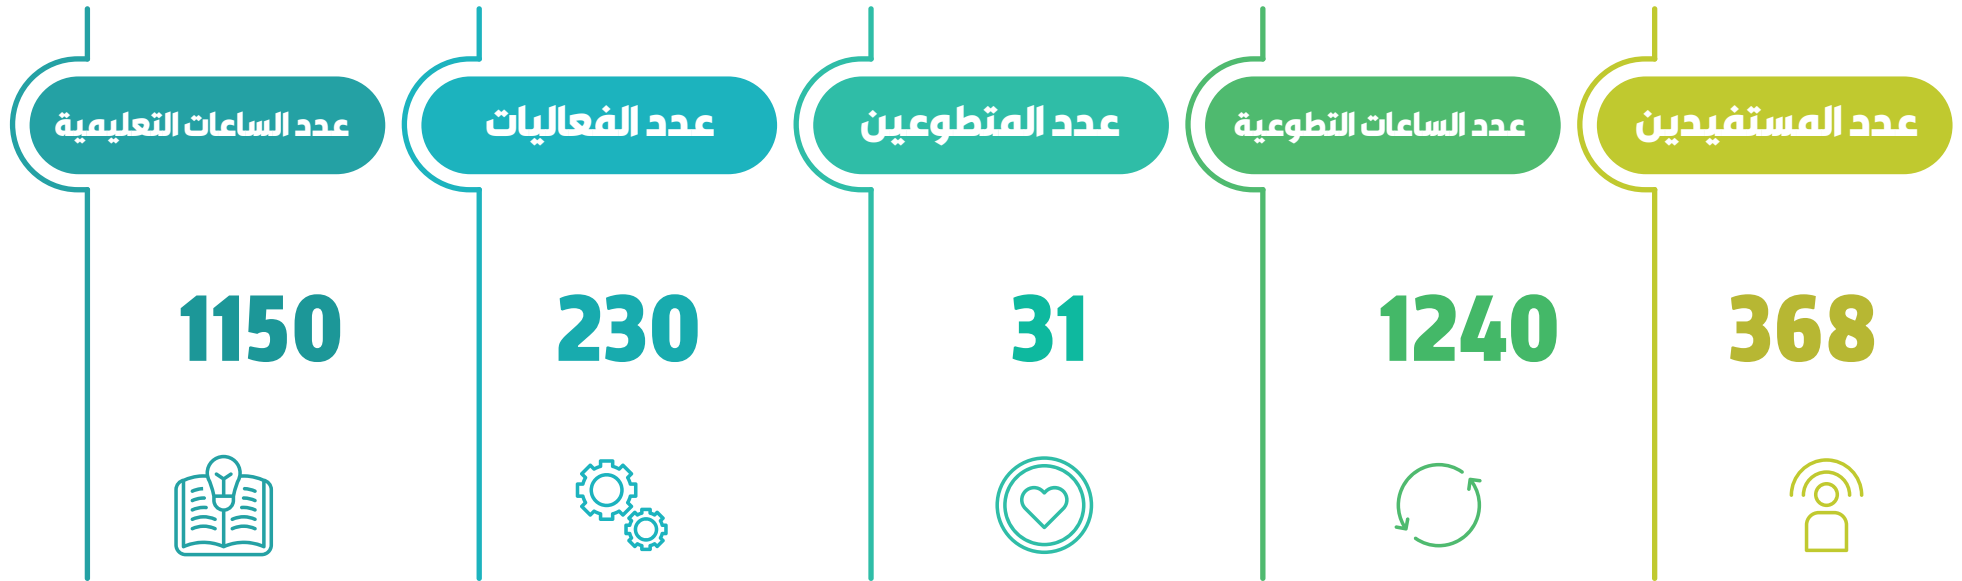 عدد المستفيدين
368
عدد الساعات التطوعية
1240
عدد المتطوعين
31
عدد الفعاليات
230
عدد الساعات التعليمية
1150